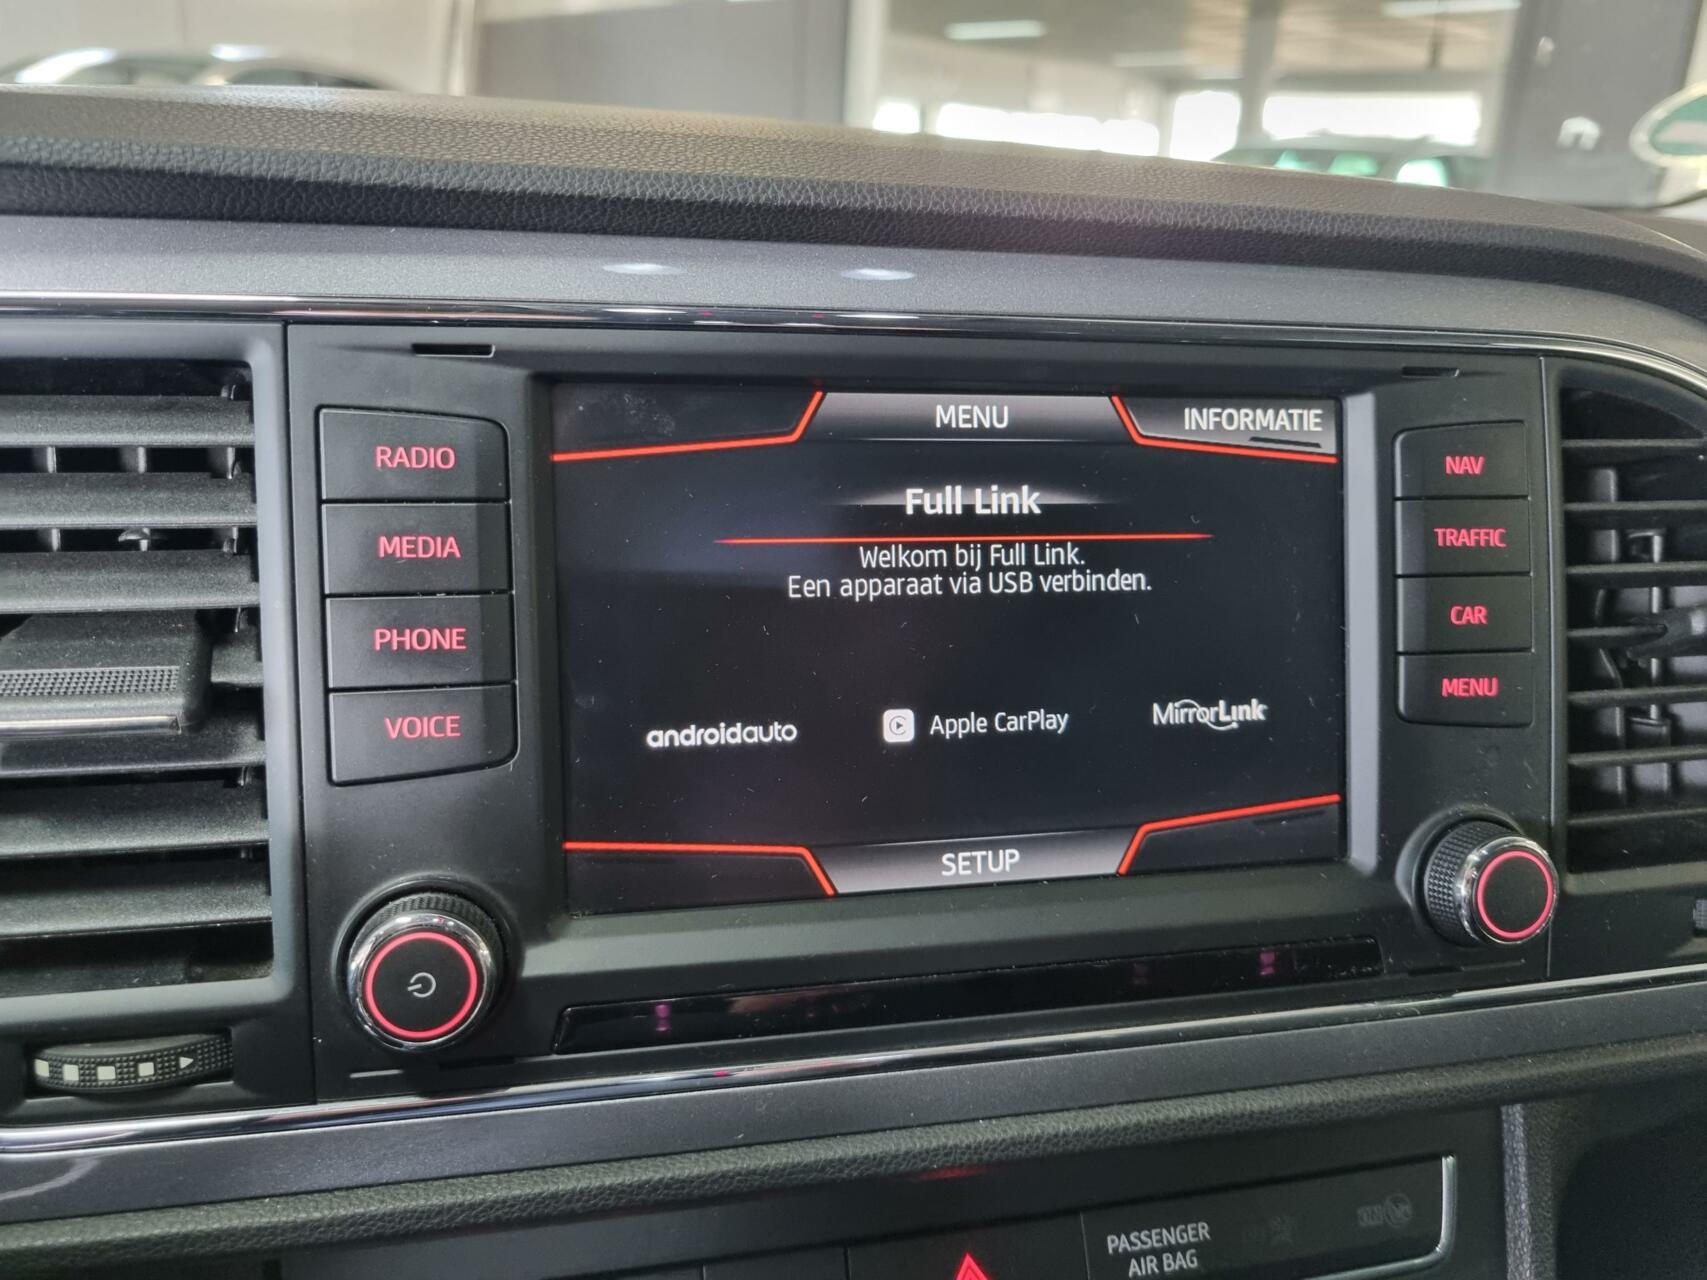 RADIO
MEDIA
PHONE
VOICE
MENU
INFORMATIE
Full Link
Welkom bij Full Link.
Een apparaat via USB verbinden.
androidauto
Apple CarPlay
MirrorLink
SETUP
NAV
TRAFFIC
CAR
MENU
PASSENGER
AIR BAG